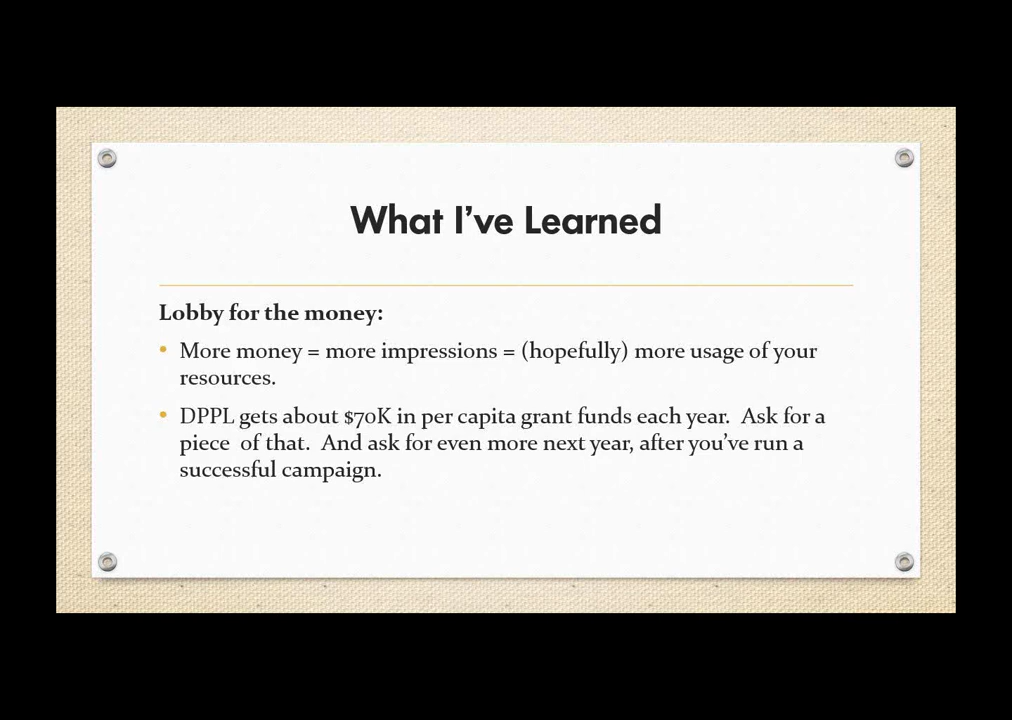 What I’ve Learned
Lobby for the money:
• More money = more impressions = (hopefully) more usage of your
resources.
• DPPL gets about $70K in per capita grant funds each year.  Ask for a
piece  of that.  And ask for even more next year, after you’ve run a
successful campaign.